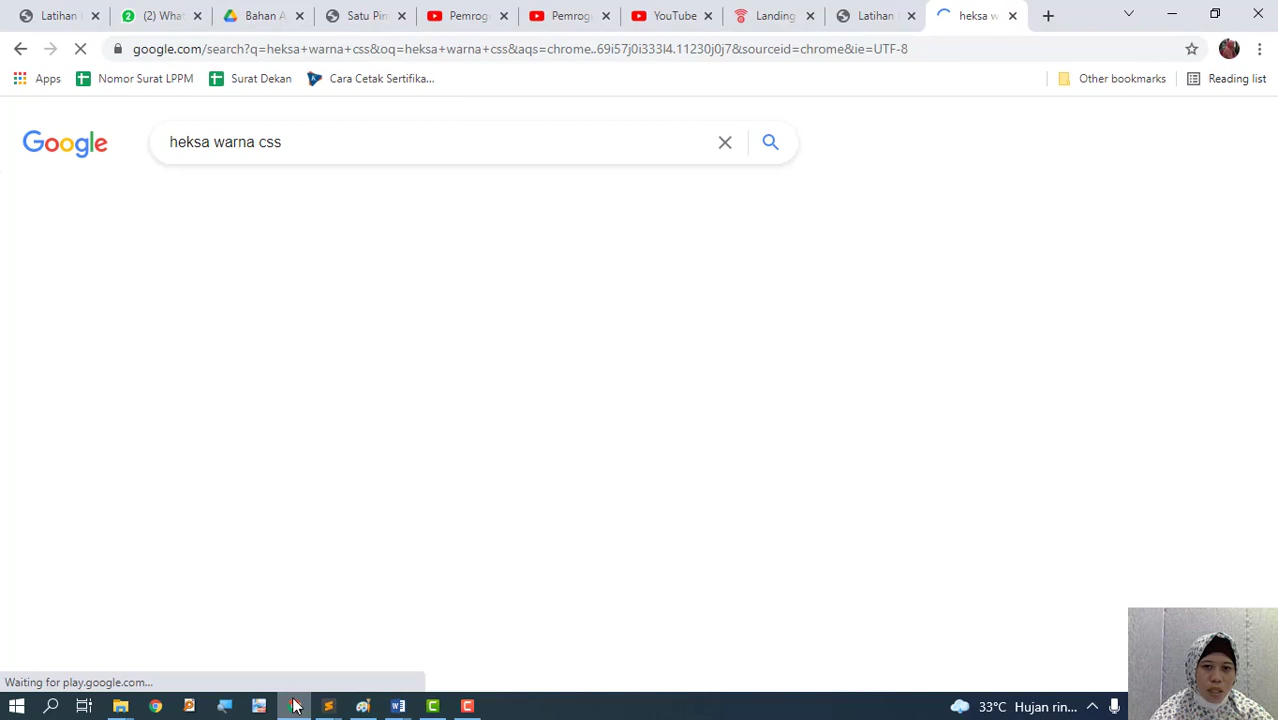 Latihan
(2) What
Bahan A
Satu Pin
Pemrog
Pemrog
YouTube
Landing
Latihan
heksa w
google.com/search?q=heksa+warna+css&oq=heksa+warna+css&aqs=chrome..69i57j0i333l4.11230j0j7&sourceid=chrome&ie=UTF-8
Apps
Nomor Surat LPPM
Surat Dekan
Cara Cetak Sertifika...
Other bookmarks
Reading list
Google
heksa warna css
Waiting for play.google.com...
33°C Hujan rin...